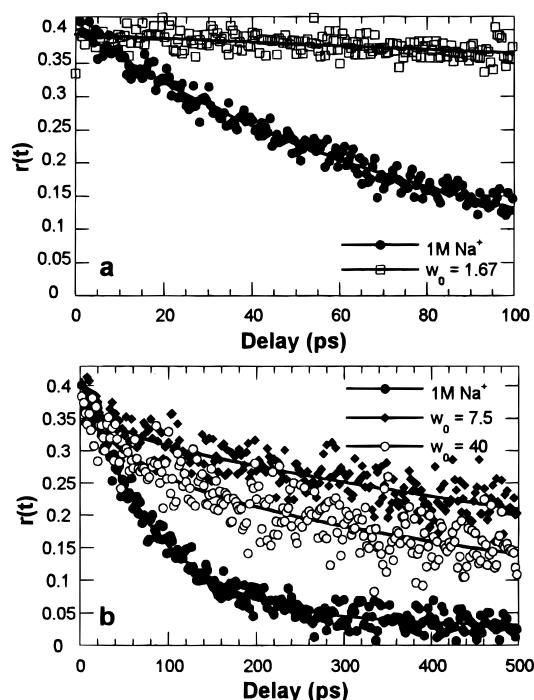 0.4
0.35
0.3
0.25
0.2
0.15
0.1
0.05
0
r(t)
a
1M Na⁺
w₀ = 1.67
0 20 40 60 80 100
Delay (ps)
0.4
0.35
0.3
0.25
0.2
0.15
0.1
0.05
0
r(t)
b
1M Na⁺
w₀ = 7.5
w₀ = 40
0 100 200 300 400 500
Delay (ps)